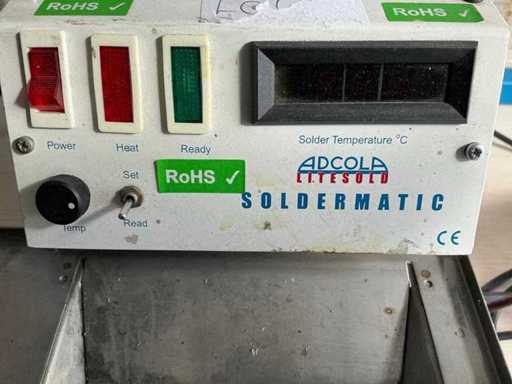 RoHS ✓
RoHS ✓
Power
Heat
Ready
Solder Temperature °C
Set
RoHS ✓
ADCOLA
LITESOLD
SOLDERMATIC
Temp
Read
CE